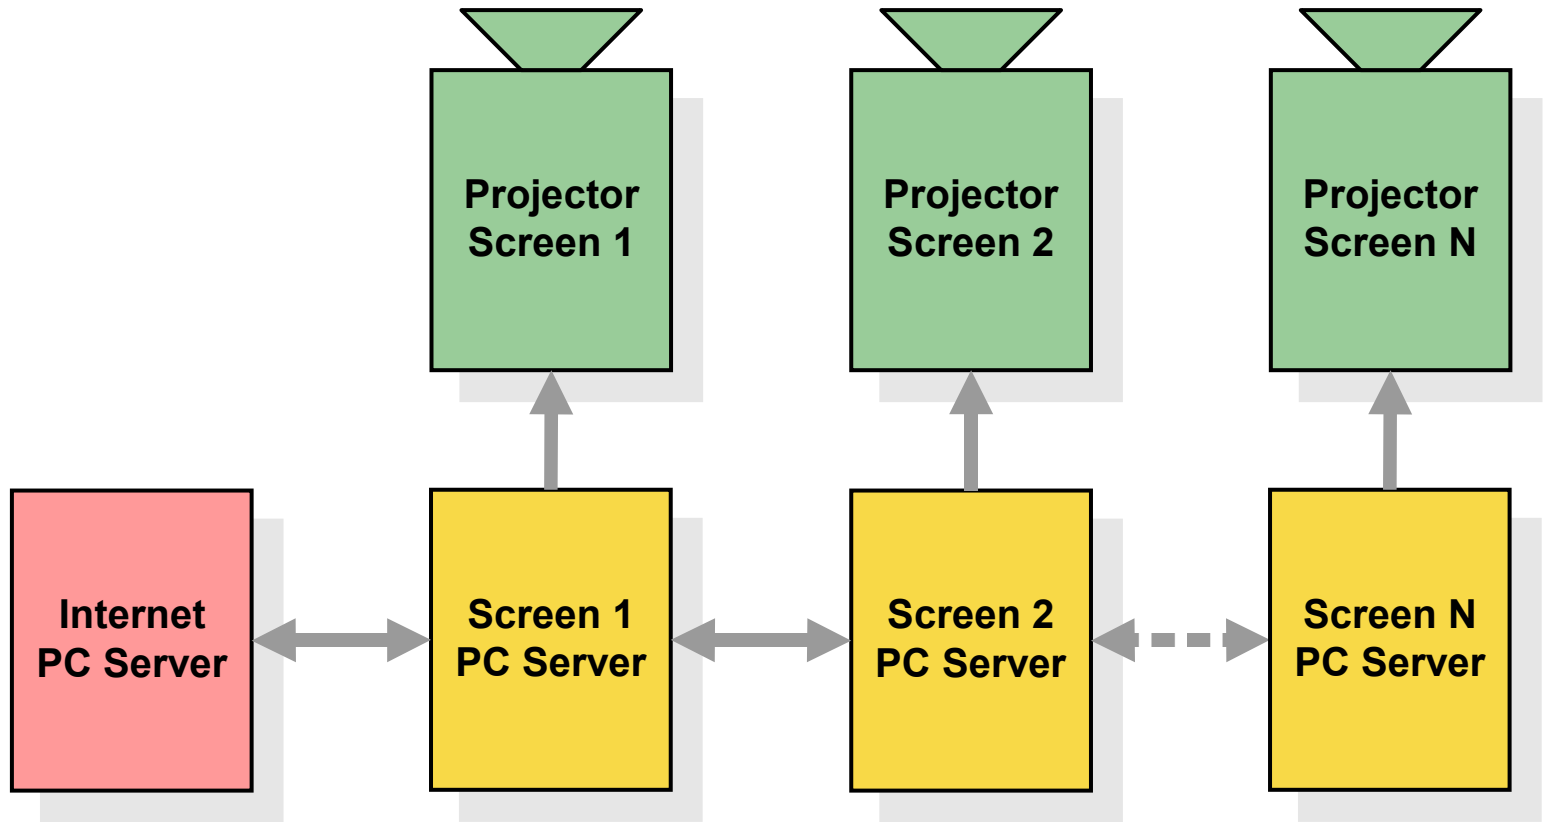 Projector
Screen 1
Projector
Screen 2
Projector
Screen N
Internet
PC Server
Screen 1
PC Server
Screen 2
PC Server
Screen N
PC Server